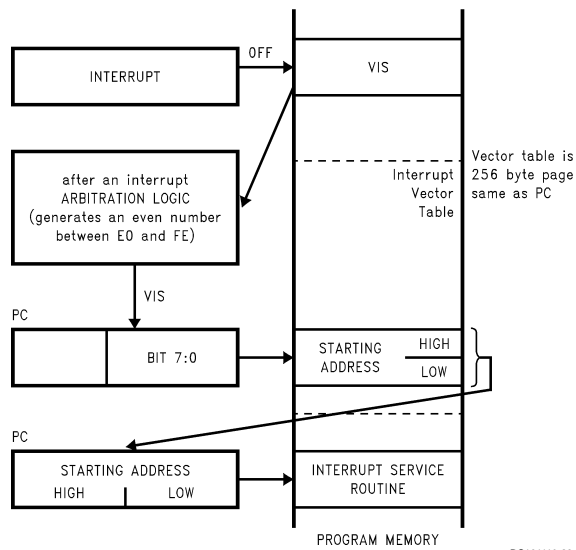 INTERRUPT
OFF
VIS
after an interrupt
ARBITRATION LOGIC
(generates an even number
between E0 and FE)
Interrupt
Vector
Table
Vector table is
256 byte page
same as PC
VIS
PC
BIT 7:0
STARTING
ADDRESS
HIGH
LOW
PC
STARTING ADDRESS
HIGH
LOW
INTERRUPT SERVICE
ROUTINE
PROGRAM MEMORY